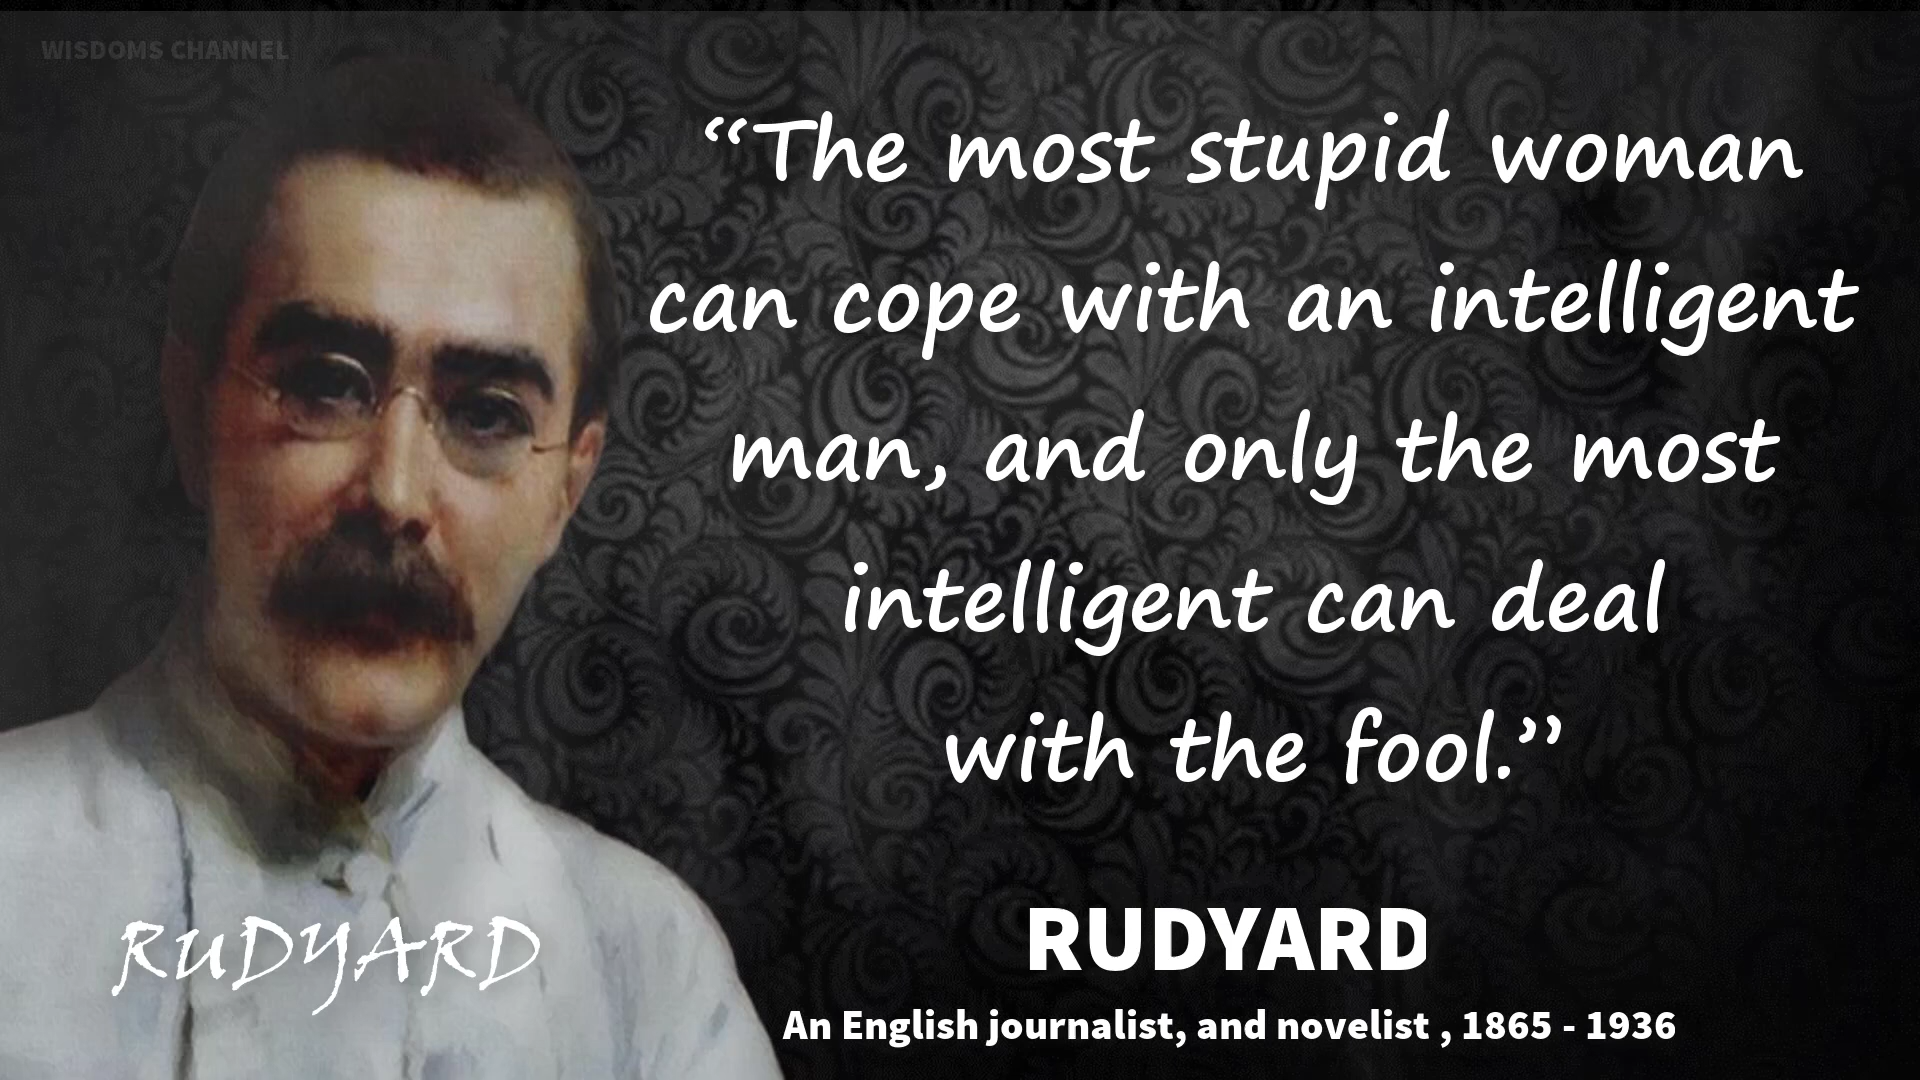 WISDOMS CHANNEL
“The most stupid woman
can cope with an intelligent
man, and only the most
intelligent can deal
with the fool.”
RUDYARD
RUDYARD
An English journalist, and novelist , 1865 - 1936